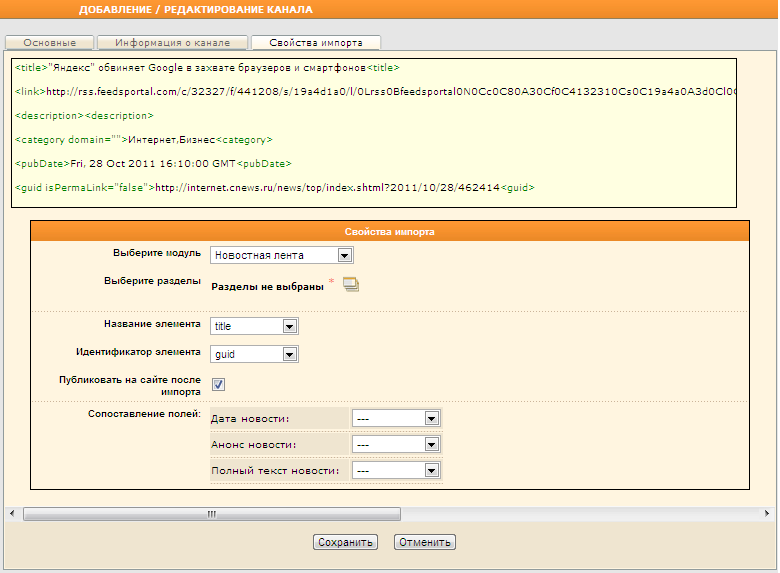 ДОБАВЛЕНИЕ / РЕДАКТИРОВАНИЕ КАНАЛА
Основные Информация о канале Свойства импорта
<title>"Яндекс" обвиняет Google в захвате браузеров и смартфонов<title>
<link>http://rss.feedsportal.com/c/32327/f/441208/s/19a4d1a0/l/0Lrss0Bfeedsportal0N0Cc0C80A30Cf0C4132310Cs0C19a4a0A3d0Cl0
<description><description>
<category domain="">Интернет,Бизнес<category>
<pubDate>Fri, 28 Oct 2011 16:10:00 GMT<pubDate>
<guid isPermaLink="false">http://internet.cnews.ru/news/top/index.shtml?2011/10/28/462414<guid>
Свойства импорта
Выберите модуль Новостная лента
Выберите разделы Разделы не выбраны *
Название элемента title
Идентификатор элемента guid
Публиковать на сайте после
импорта
Сопоставление полей: Дата новости: ---
Анонс новости: ---
Полный текст новости: ---
Сохранить Отменить